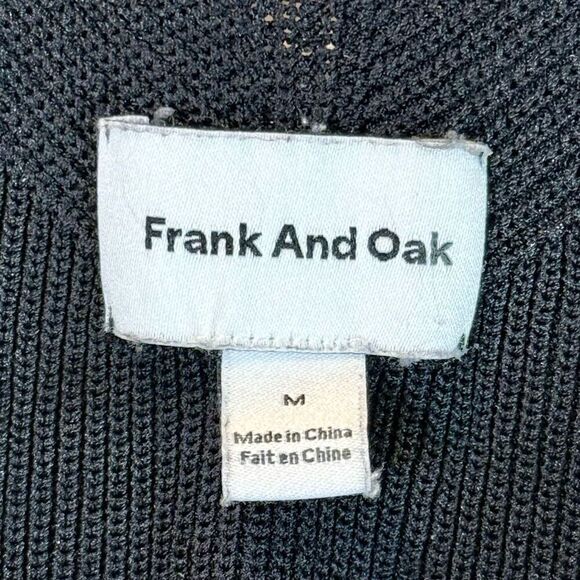 Frank And Oak
M
Made in China
Fait en Chine